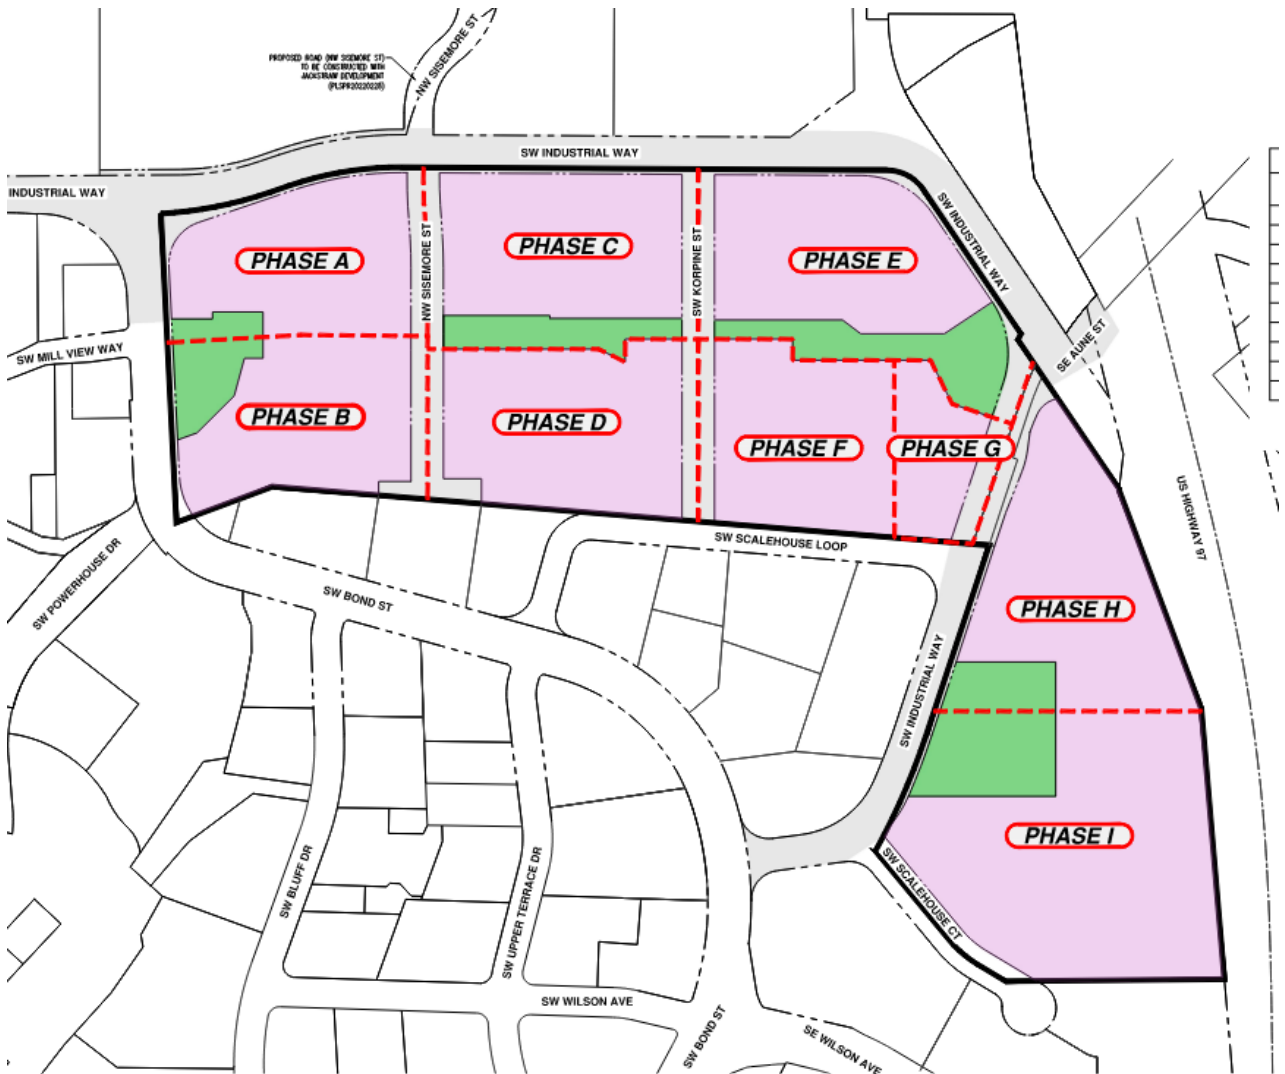 NW SISEMORE ST
PROPOSED ROAD (NW SISEMORE ST)
TO BE CONSTRUCTED WITH
JACKSTRAW DEVELOPMENT
(PLSPR20220228)
SW INDUSTRIAL WAY
INDUSTRIAL WAY
SW INDUSTRIAL WAY
PHASE A
PHASE C
PHASE E
NW SISEMORE ST
SW KORPINE ST
SE AUNE ST
SW MILL VIEW WAY
PHASE B
PHASE D
PHASE F
PHASE G
US HIGHWAY 97
SW SCALEHOUSE LOOP
SW POWERHOUSE DR
SW BOND ST
PHASE H
SW INDUSTRIAL WAY
PHASE I
SW BLUFF DR
SW UPPER TERRACE DR
SW SCALEHOUSE CT
SW WILSON AVE
SW BOND ST
SE WILSON AVE